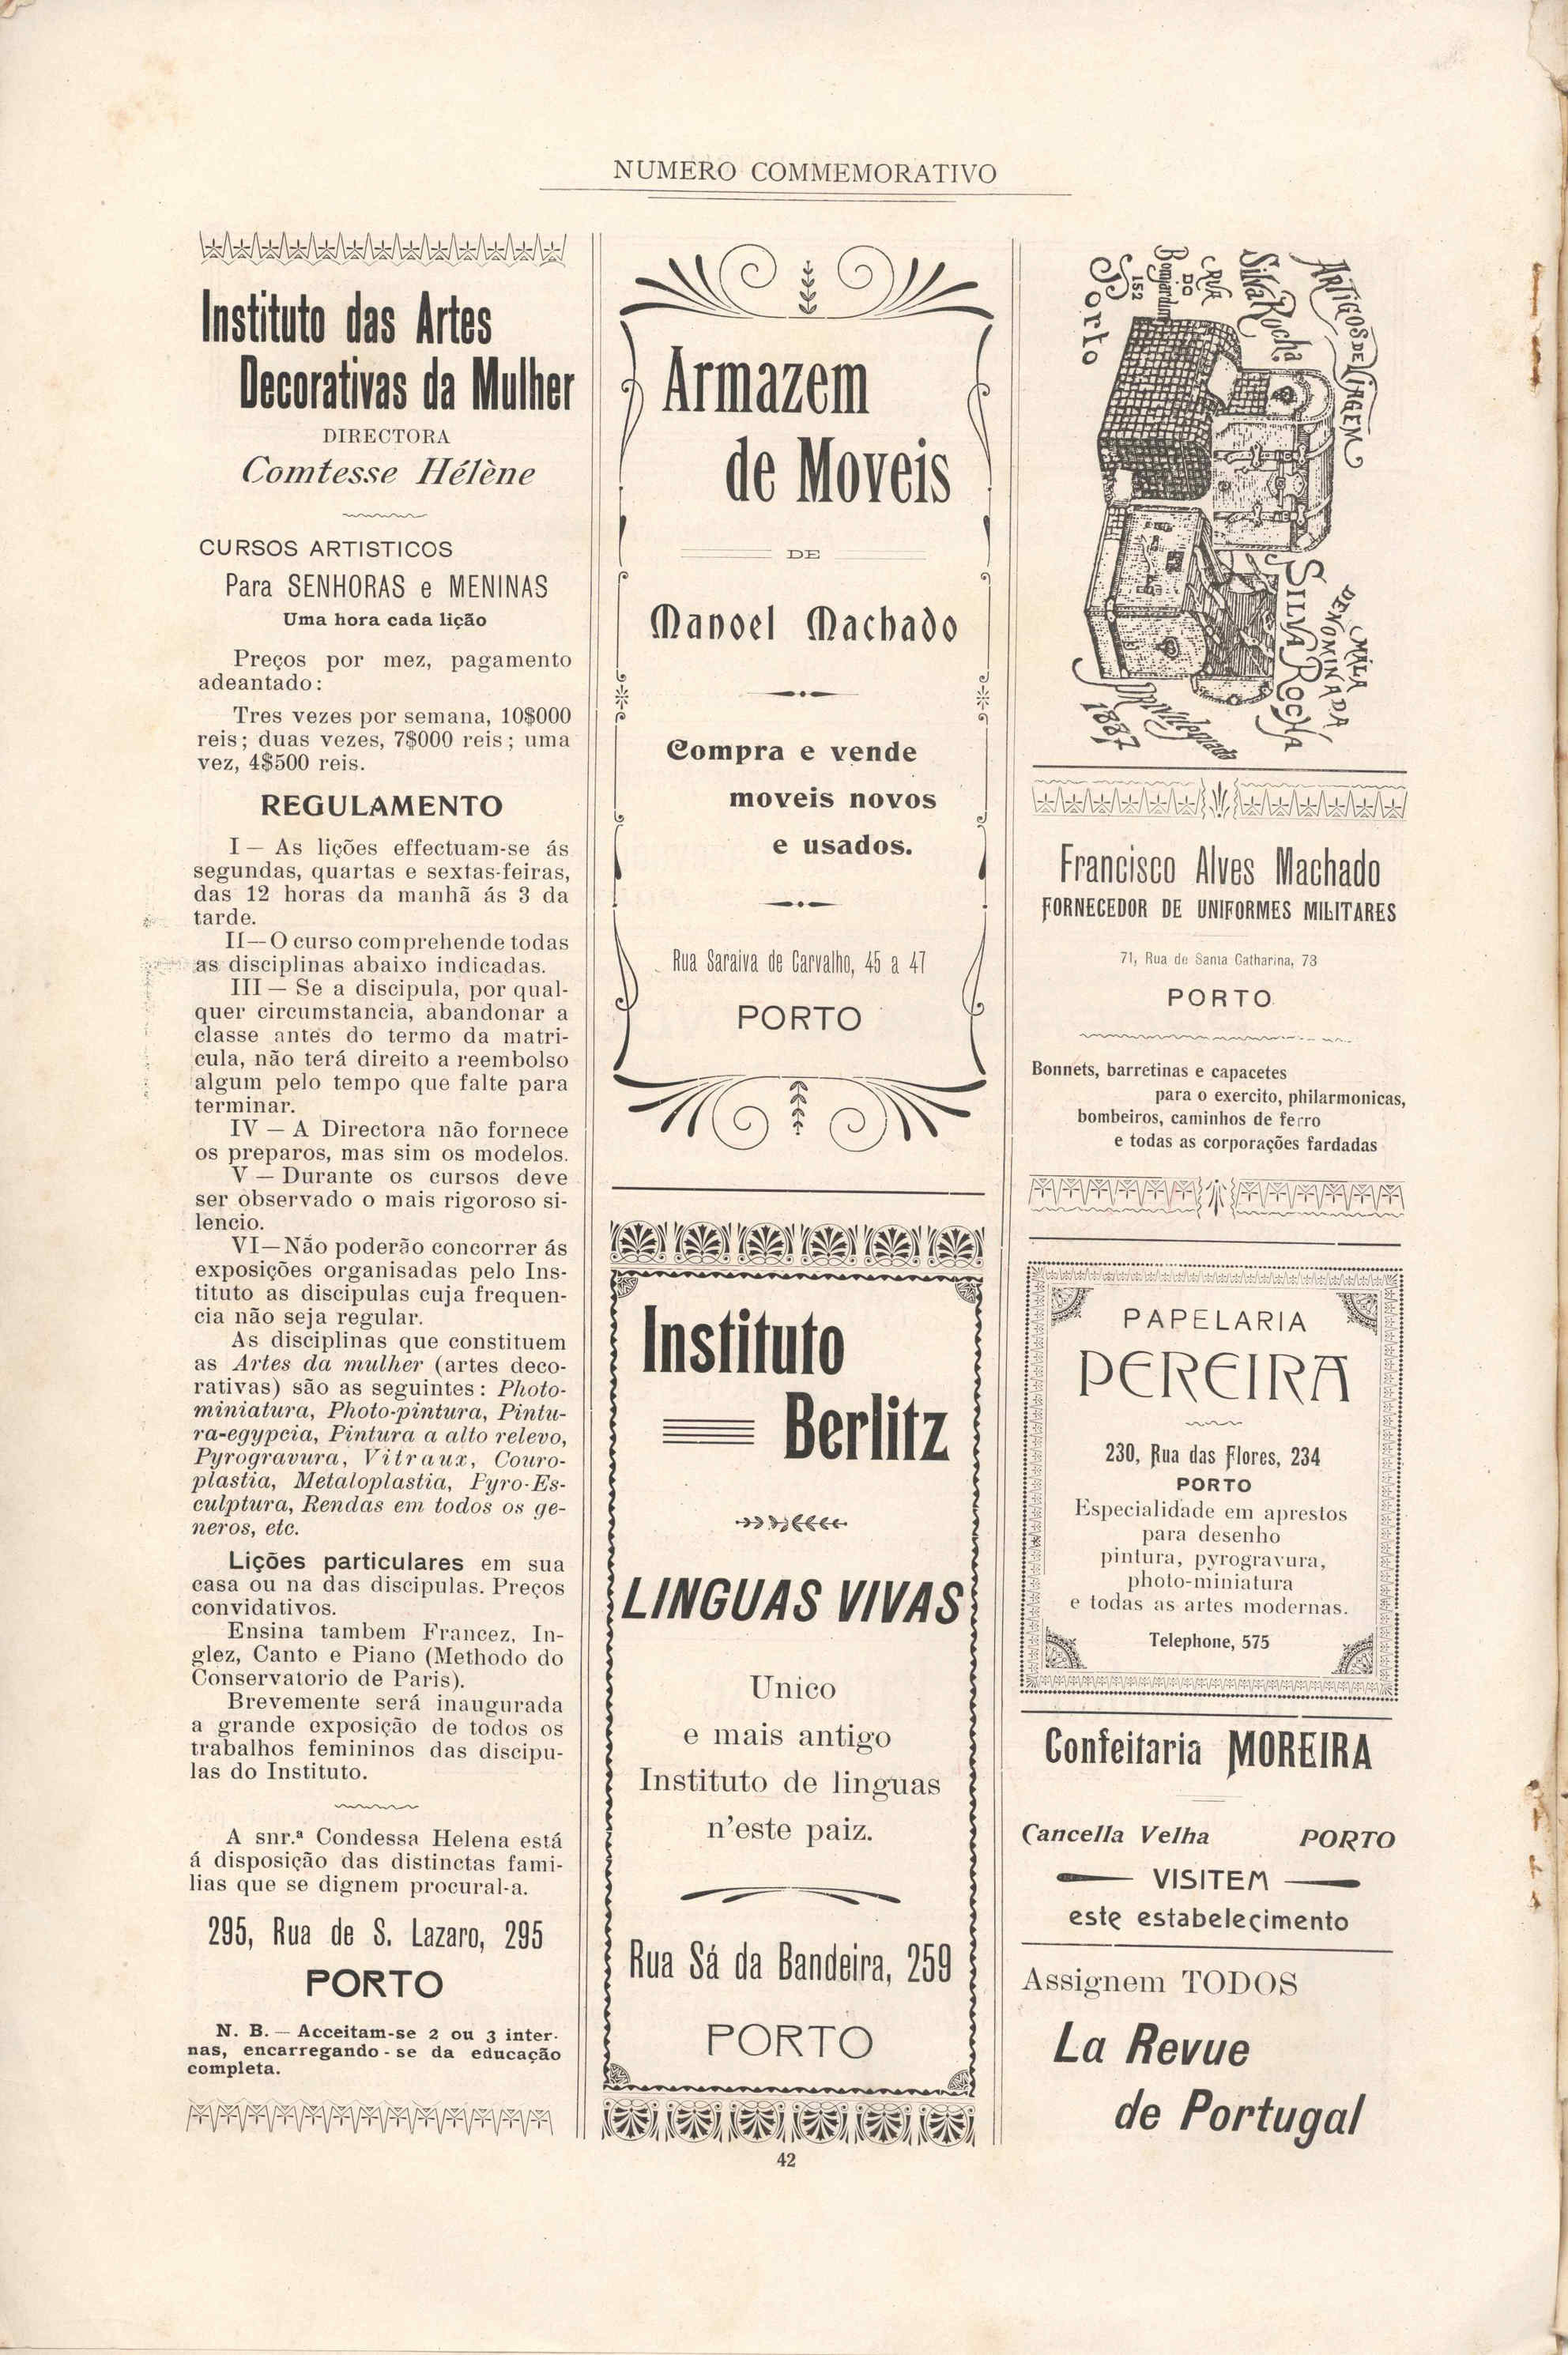 NUMERO COMMEMORATIVO
Instituto das Artes
Decorativas da Mulher
DIRECTORA
Comtesse Hélène
CURSOS ARTISTICOS
Para SENHORAS e MENINAS
Uma hora cada lição
Preços por mez, pagamento
adeantado:
Tres vezes por semana, 10$000
reis; duas vezes, 7$000 reis; uma
vez, 4$500 reis.
REGULAMENTO
I — As lições effectuam-se ás
segundas, quartas e sextas-feiras,
das 12 horas da manhã ás 3 da
tarde.
II—O curso comprehende todas
as disciplinas abaixo indicadas.
III — Se a discipula, por qual-
quer circumstancia, abandonar a
classe antes do termo da matri-
cula, não terá direito a reembolso
algum pelo tempo que falte para
terminar.
IV — A Directora não fornece
os preparos, mas sim os modelos.
V — Durante os cursos deve
ser observado o mais rigoroso si-
lencio.
VI—Não poderão concorrer ás
exposições organisadas pelo Ins-
tituto as discipulas cuja frequen-
cia não seja regular.
As disciplinas que constituem
as Artes da mulher (artes deco-
rativas) são as seguintes: Photo-
miniatura, Photo-pintura, Pintu-
ra-egypcia, Pintura a alto relevo,
Pyrogravura, Vitraux, Couro-
plastia, Metaloplastia, Pyro-Es-
culptura, Rendas em todos os ge-
neros, etc.
Lições particulares em sua
casa ou na das discipulas. Preços
convidativos.
Ensina tambem Francez, In-
glez, Canto e Piano (Methodo do
Conservatorio de Paris).
Brevemente será inaugurada
a grande exposição de todos os
trabalhos femininos das discipu-
las do Instituto.
A snr.ª Condessa Helena está
á disposição das distinctas fami-
lias que se dignem procural-a.
295, Rua de S. Lazaro, 295
PORTO
N. B. — Acceitam-se 2 ou 3 inter-
nas, encarregando-se da educação
completa.
Armazem
de Moveis
DE
Manoel Machado
Compra e vende
moveis novos
e usados.
Rua Saraiva de Carvalho, 45 a 47
PORTO
Instituto
Berlitz
LINGUAS VIVAS
Unico
e mais antigo
Instituto de linguas
n'este paiz.
Rua Sá da Bandeira, 259
PORTO
ARTIGOS DE VIAGEM
Silva Rocha
RUA
DO
Bomjardim
152
Porto
MALA
DENOMINADA
SILVA ROCHA
Privilegiada
1887
Francisco Alves Machado
FORNECEDOR DE UNIFORMES MILITARES
71, Rua de Santa Catharina, 73
PORTO
Bonnets, barretinas e capacetes
para o exercito, philarmonicas,
bombeiros, caminhos de ferro
e todas as corporações fardadas
PAPELARIA
PEREIRA
230, Rua das Flores, 234
PORTO
Especialidade em aprestos
para desenho
pintura, pyrogravura,
photo-miniatura
e todas as artes modernas.
Telephone, 575
Confeitaria MOREIRA
Cancella Velha PORTO
VISITEM
este estabelecimento
Assignem TODOS
La Revue
de Portugal
42